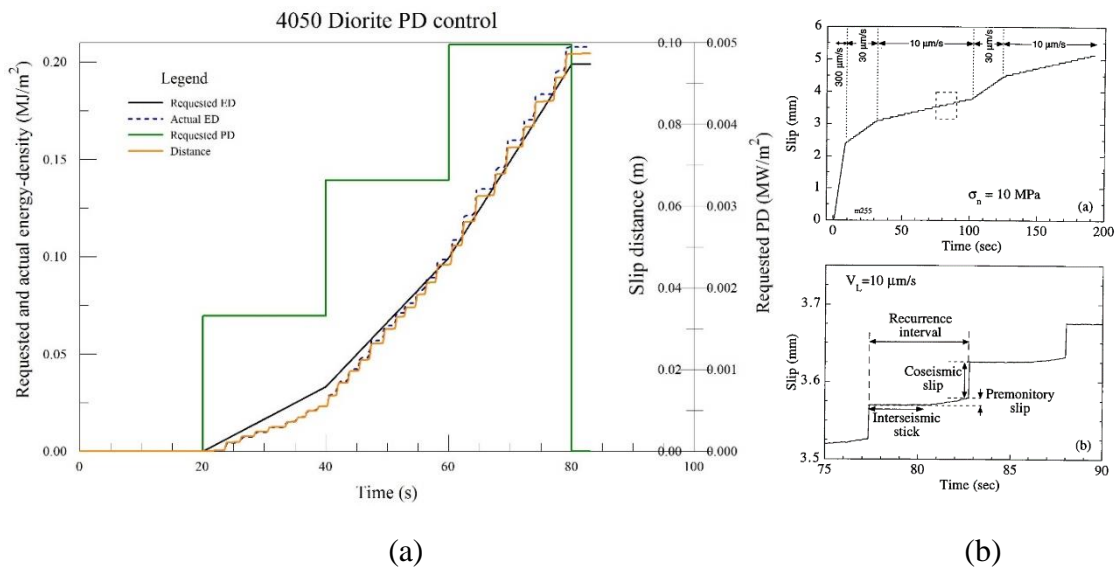 4050 Diorite PD control
Requested and actual energy-density (MJ/m²)
0.20
0.15
0.10
0.05
0.00
Legend
Requested ED
Actual ED
Requested PD
Distance
0 20 40 60 80 100
Time (s)
Slip distance (m)
0.10
0.08
0.06
0.04
0.02
0.00
Requested PD (MW/m²)
0.005
0.004
0.003
0.002
0.001
0.000
(a)
Slip (mm)
6
5
4
3
2
1
0
300 μm/s
30 μm/s
10 μm/s
30 μm/s
10 μm/s
σn = 10 MPa
m255
(a)
0 50 100 150 200
Time (sec)
Slip (mm)
3.7
3.6
3.5
V_L=10 μm/s
Recurrence
interval
Coseismic
slip
Premonitory
slip
Interseismic
stick
(b)
75 80 85 90
Time (sec)
(b)